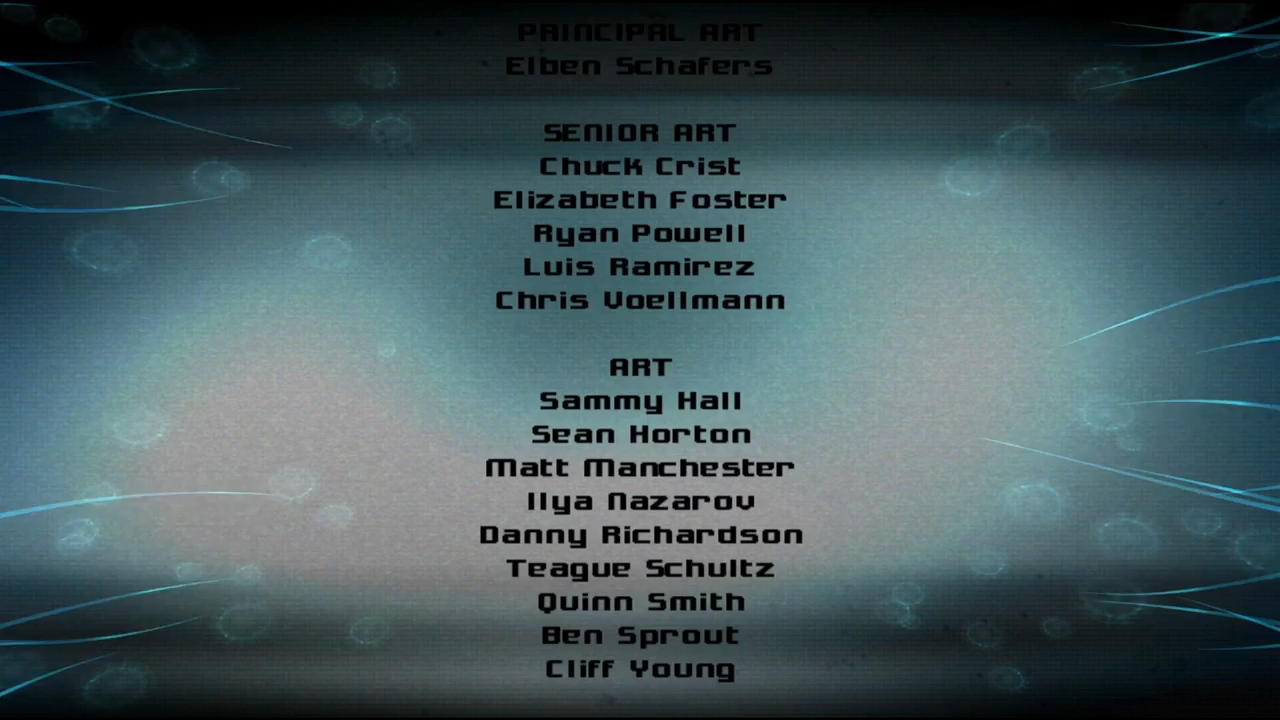 PRINCIPAL ART
Elben Schafers
SENIOR ART
Chuck Crist
Elizabeth Foster
Ryan Powell
Luis Ramirez
Chris Voellmann
ART
Sammy Hall
Sean Horton
Matt Manchester
Ilya Nazarov
Danny Richardson
Teague Schultz
Quinn Smith
Ben Sprout
Cliff Young